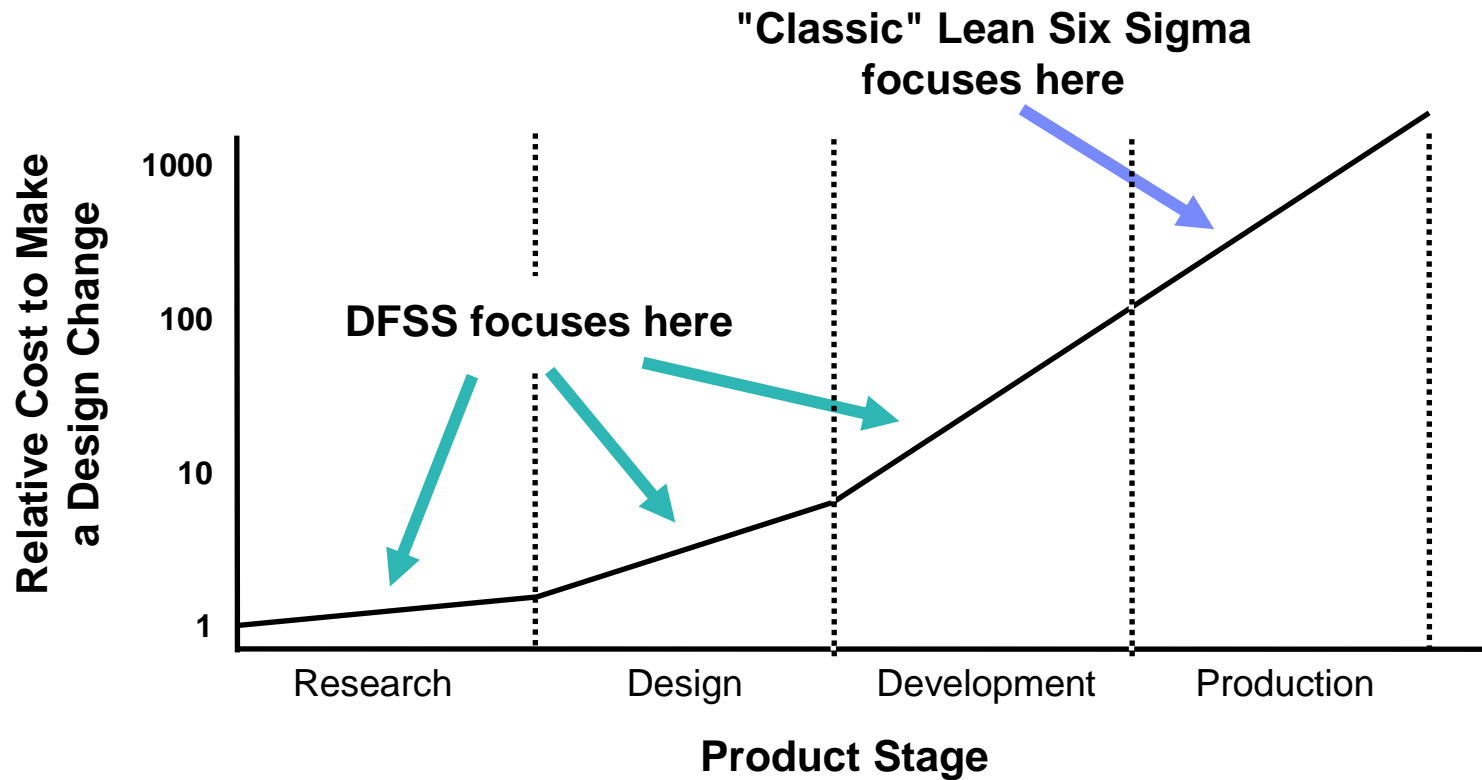 "Classic" Lean Six Sigma
focuses here
Relative Cost to Make
a Design Change
1000
100
10
1
DFSS focuses here
Research
Design
Development
Production
Product Stage